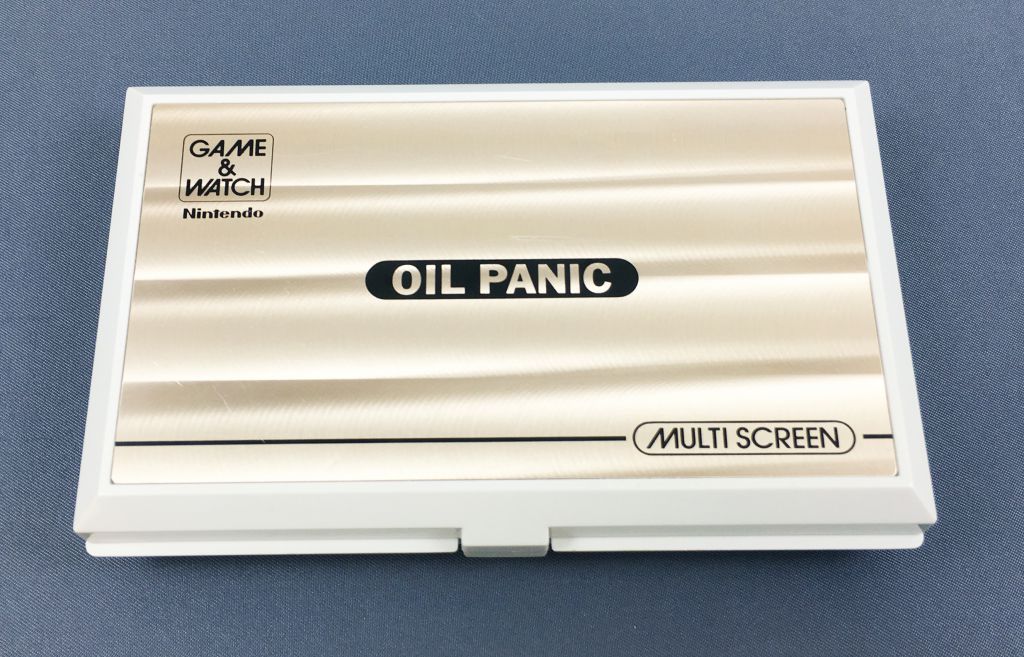 GAME
&
WATCH
Nintendo
OIL PANIC
MULTI SCREEN